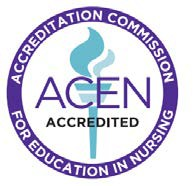 ACCREDITATION COMMISSION
ACEN
ACCREDITED
FOR EDUCATION IN NURSING